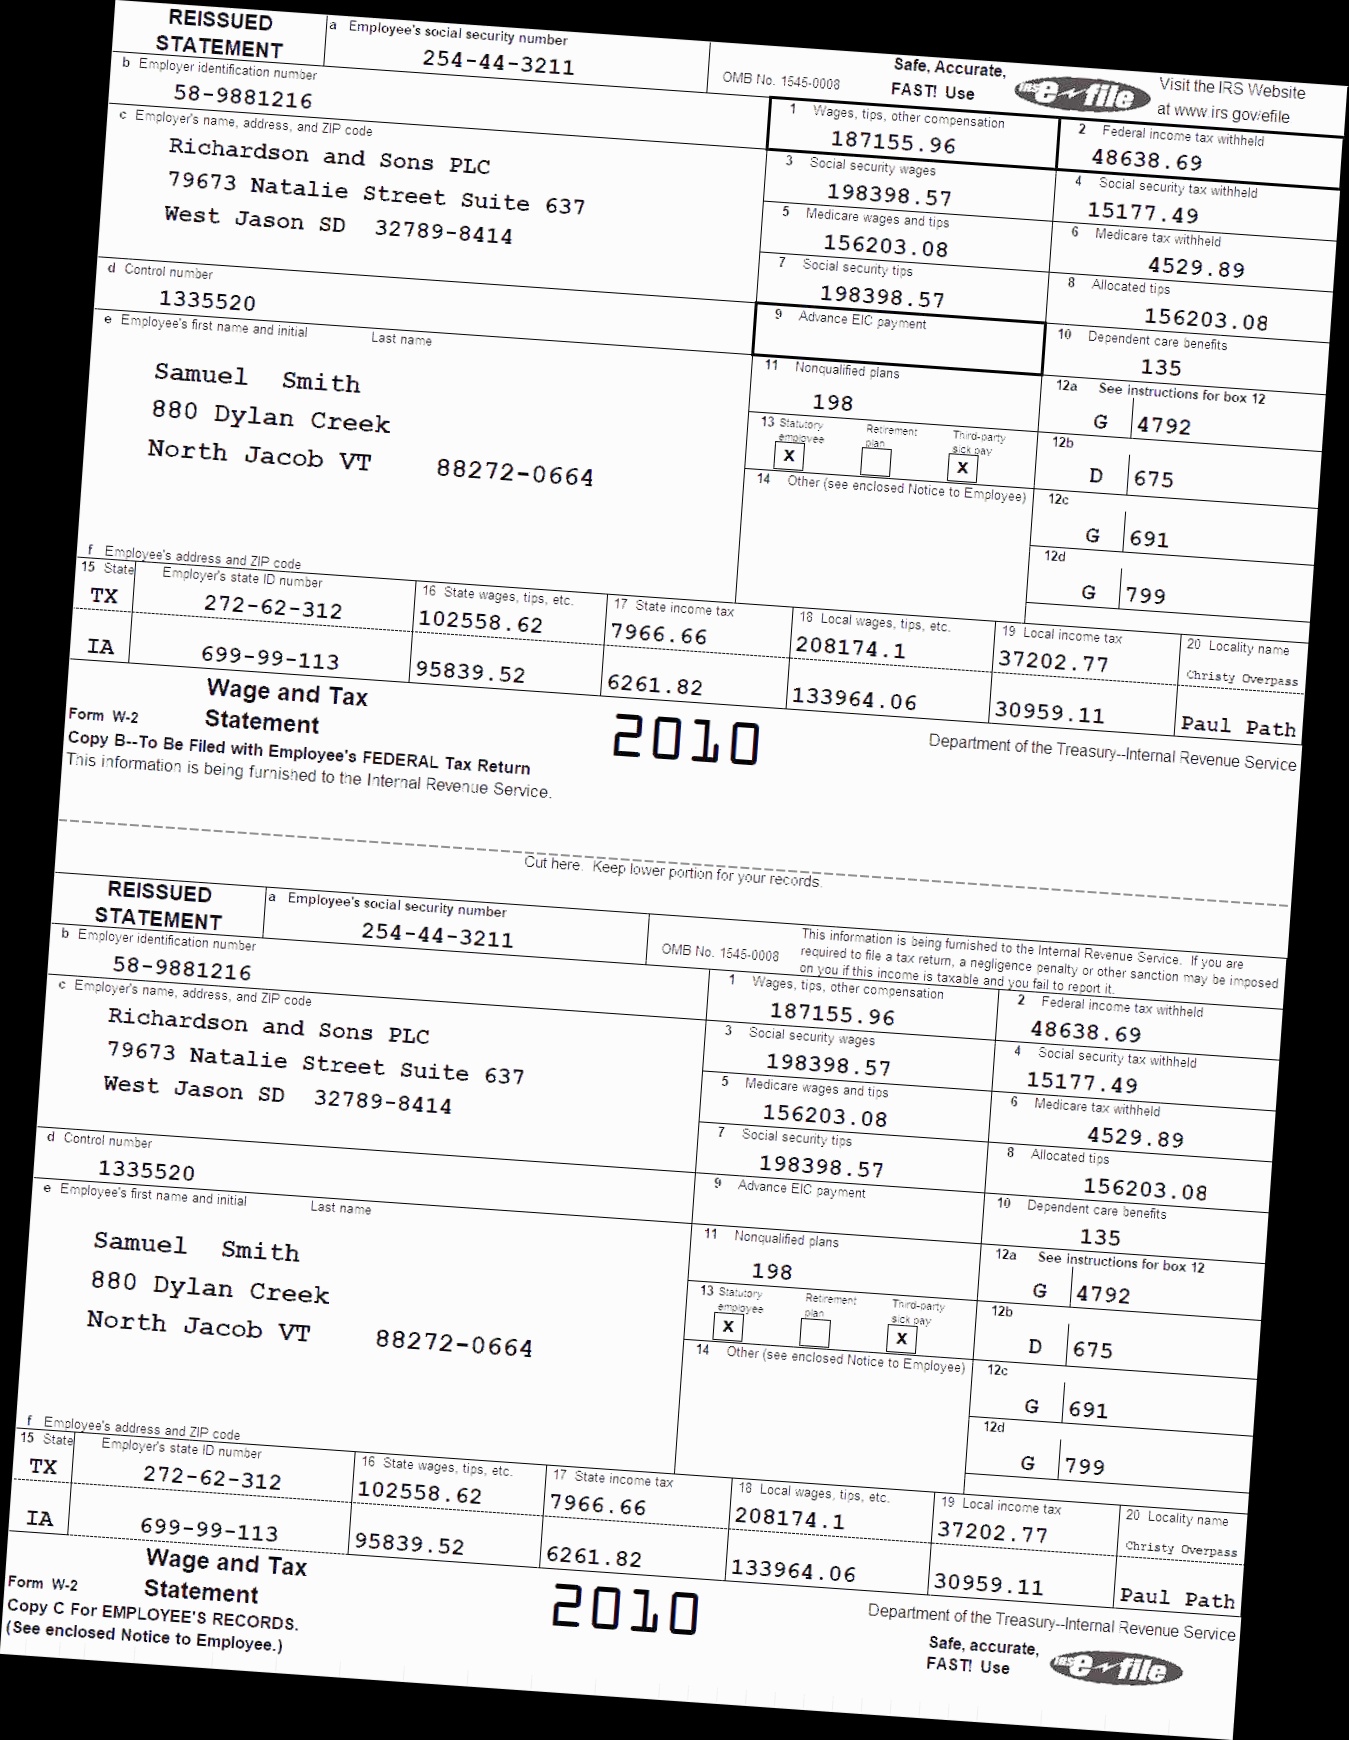 REISSUED
STATEMENT
a Employee's social security number
254-44-3211
OMB No. 1545-0008
Safe, Accurate,
FAST! Use
IRS e~file
Visit the IRS Website
at www.irs.gov/efile
b Employer identification number
58-9881216
c Employer's name, address, and ZIP code
Richardson and Sons PLC
79673 Natalie Street Suite 637
West Jason SD 32789-8414
1 Wages, tips, other compensation
187155.96
2 Federal income tax withheld
48638.69
3 Social security wages
198398.57
4 Social security tax withheld
15177.49
5 Medicare wages and tips
156203.08
6 Medicare tax withheld
4529.89
d Control number
1335520
7 Social security tips
198398.57
8 Allocated tips
156203.08
e Employee's first name and initial Last name
Samuel Smith
880 Dylan Creek
North Jacob VT 88272-0664
9 Advance EIC payment
10 Dependent care benefits
135
11 Nonqualified plans
198
12a See instructions for box 12
G 4792
13 Statutory employee
X
Retirement plan
Third-party sick pay
X
12b
D 675
14 Other (see enclosed Notice to Employee)
12c
G 691
12d
G 799
f Employee's address and ZIP code
15 State Employer's state ID number
TX 272-62-312
IA 699-99-113
16 State wages, tips, etc.
102558.62
95839.52
17 State income tax
7966.66
6261.82
18 Local wages, tips, etc.
208174.1
133964.06
19 Local income tax
37202.77
30959.11
20 Locality name
Christy Overpass
Paul Path
Form W-2
Wage and Tax
Statement
2010
Department of the Treasury--Internal Revenue Service
Copy B--To Be Filed with Employee's FEDERAL Tax Return
This information is being furnished to the Internal Revenue Service.
Cut here. Keep lower portion for your records.
REISSUED
STATEMENT
a Employee's social security number
254-44-3211
OMB No. 1545-0008
This information is being furnished to the Internal Revenue Service. If you are
required to file a tax return, a negligence penalty or other sanction may be imposed
on you if this income is taxable and you fail to report it.
b Employer identification number
58-9881216
c Employer's name, address, and ZIP code
Richardson and Sons PLC
79673 Natalie Street Suite 637
West Jason SD 32789-8414
1 Wages, tips, other compensation
187155.96
2 Federal income tax withheld
48638.69
3 Social security wages
198398.57
4 Social security tax withheld
15177.49
5 Medicare wages and tips
156203.08
6 Medicare tax withheld
4529.89
d Control number
1335520
7 Social security tips
198398.57
8 Allocated tips
156203.08
e Employee's first name and initial Last name
Samuel Smith
880 Dylan Creek
North Jacob VT 88272-0664
9 Advance EIC payment
10 Dependent care benefits
135
11 Nonqualified plans
198
12a See instructions for box 12
G 4792
13 Statutory employee
X
Retirement plan
Third-party sick pay
X
12b
D 675
14 Other (see enclosed Notice to Employee)
12c
G 691
12d
G 799
f Employee's address and ZIP code
15 State Employer's state ID number
TX 272-62-312
IA 699-99-113
16 State wages, tips, etc.
102558.62
95839.52
17 State income tax
7966.66
6261.82
18 Local wages, tips, etc.
208174.1
133964.06
19 Local income tax
37202.77
30959.11
20 Locality name
Christy Overpass
Paul Path
Form W-2
Wage and Tax
Statement
2010
Department of the Treasury--Internal Revenue Service
Copy C For EMPLOYEE'S RECORDS.
(See enclosed Notice to Employee.)
Safe, accurate,
FAST! Use
IRS e~file